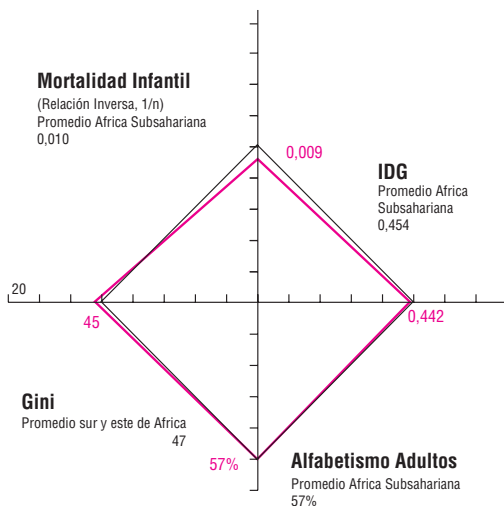 Mortalidad Infantil
(Relación Inversa, 1/n)
Promedio Africa Subsahariana
0,010
0,009
IDG
Promedio Africa
Subsahariana
0,454
20
45
0,442
Gini
Promedio sur y este de Africa
47
57%
Alfabetismo Adultos
Promedio Africa Subsahariana
57%